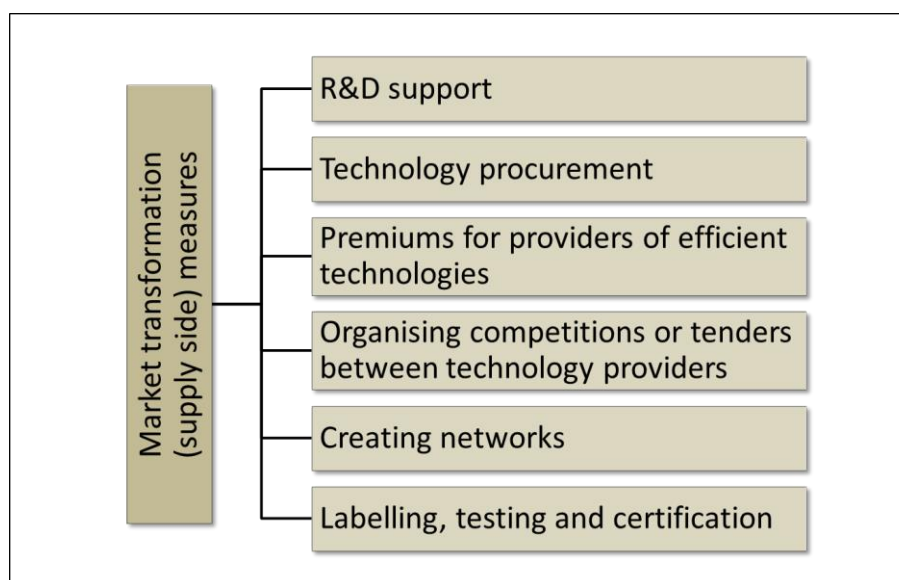 Market transformation
(supply side) measures
R&D support
Technology procurement
Premiums for providers of efficient
technologies
Organising competitions or tenders
between technology providers
Creating networks
Labelling, testing and certification